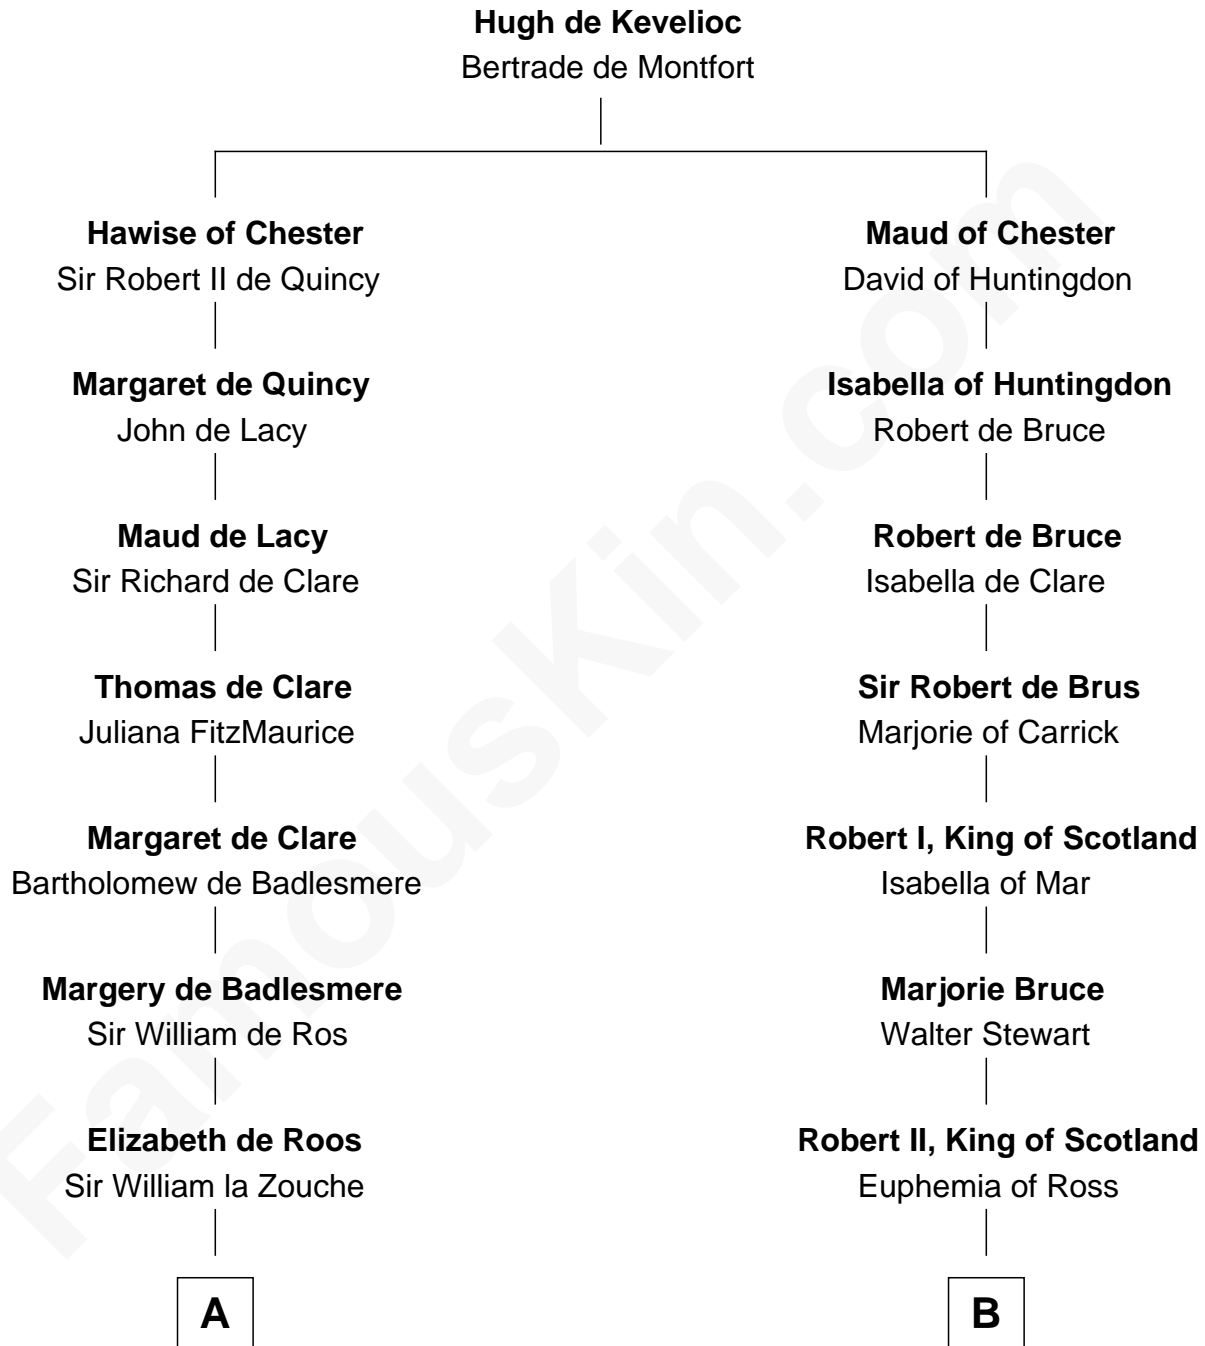 Hugh de Kevelioc
Bertrade de Montfort
Hawise of Chester
Sir Robert II de Quincy
Maud of Chester
David of Huntingdon
Margaret de Quincy
John de Lacy
Isabella of Huntingdon
Robert de Bruce
Maud de Lacy
Sir Richard de Clare
Robert de Bruce
Isabella de Clare
Thomas de Clare
Juliana FitzMaurice
Sir Robert de Brus
Marjorie of Carrick
Margaret de Clare
Bartholomew de Badlesmere
Robert I, King of Scotland
Isabella of Mar
Margery de Badlesmere
Sir William de Ros
Marjorie Bruce
Walter Stewart
Elizabeth de Roos
Sir William la Zouche
Robert II, King of Scotland
Euphemia of Ross
A
B
FamousKin.com